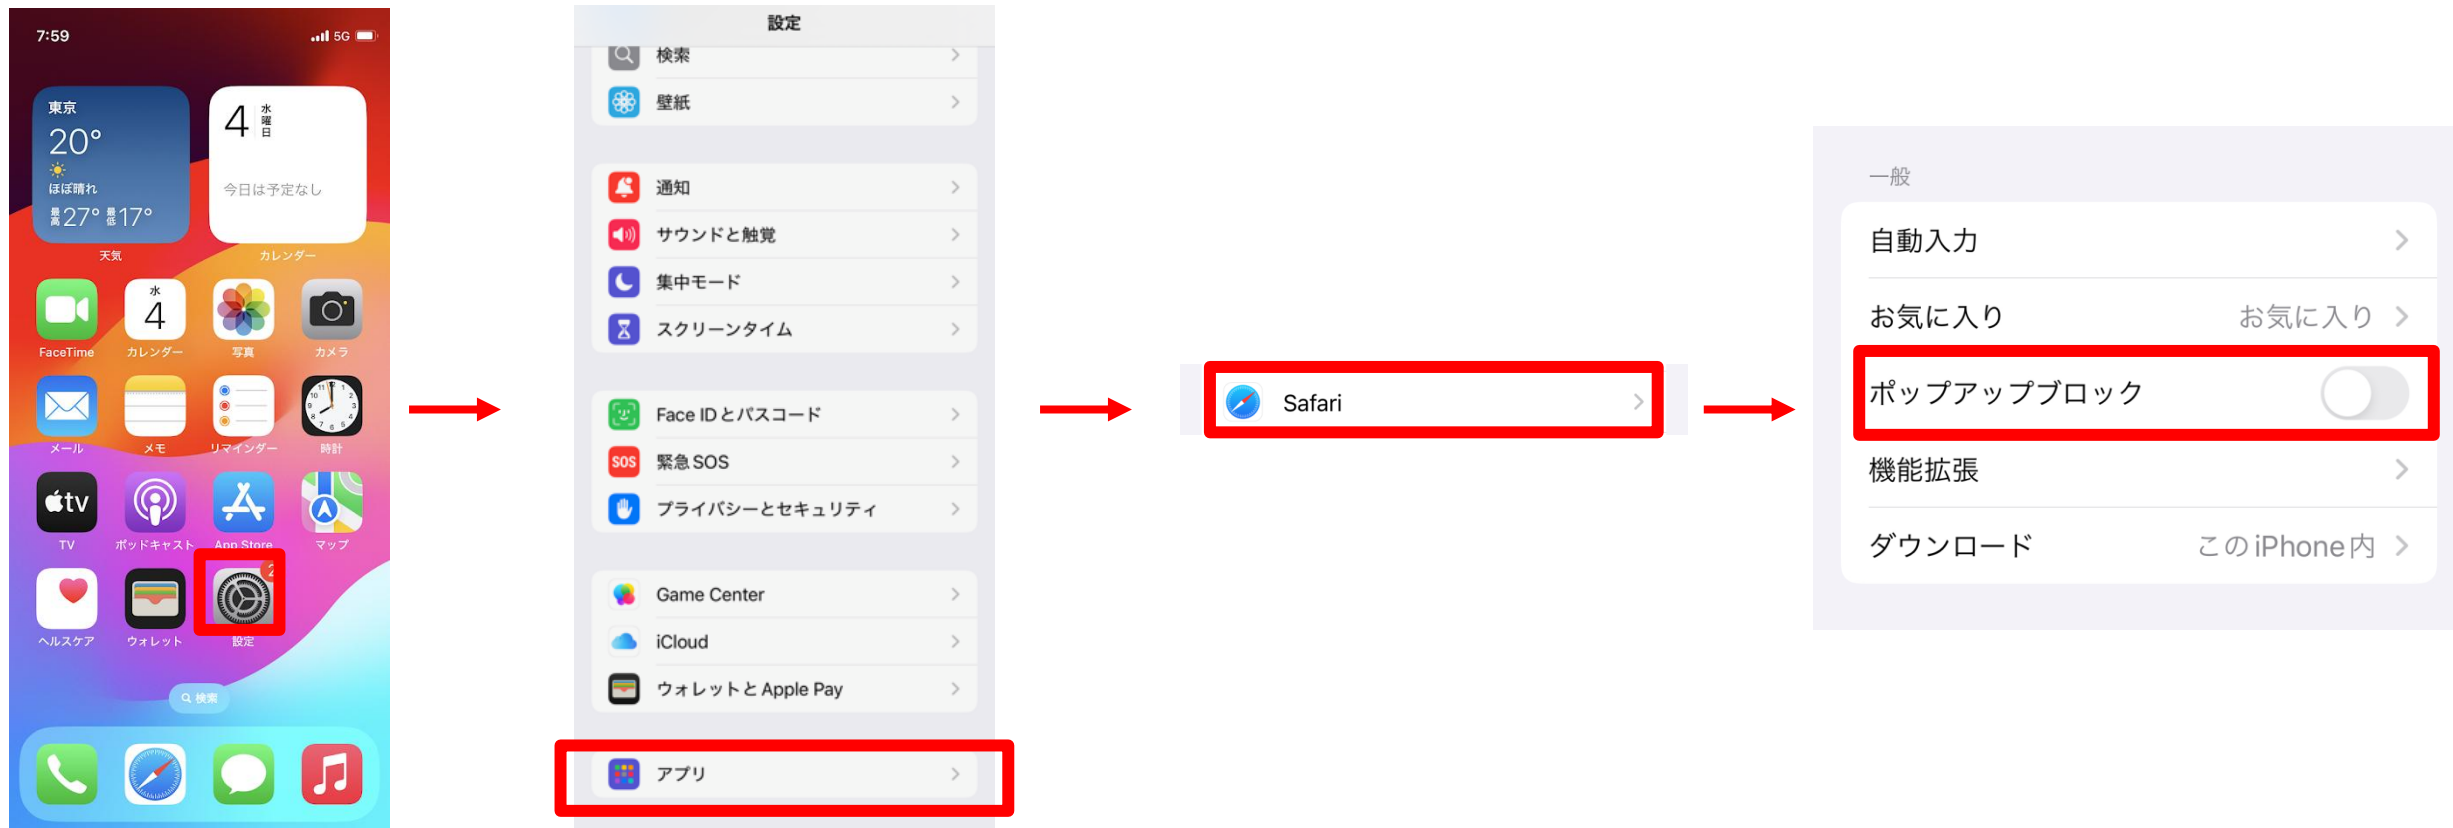 7:59
5G
東京
20°
ほぼ晴れ
最高27° 最低17°
天気
4 水曜日
今日は予定なし
カレンダー
FaceTime
水
4
カレンダー
写真
カメラ
メール
メモ
リマインダー
時計
tv
TV
ポッドキャスト
App Store
マップ
ヘルスケア
ウォレット
2
設定
検索
設定
検索
壁紙
通知
サウンドと触覚
集中モード
スクリーンタイム
Face IDとパスコード
SOS
緊急SOS
プライバシーとセキュリティ
Game Center
iCloud
ウォレットとApple Pay
アプリ
Safari
一般
自動入力
お気に入り お気に入り
ポップアップブロック
機能拡張
ダウンロード このiPhone内